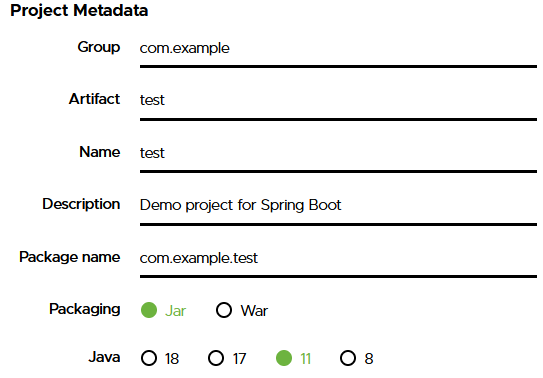 Project Metadata
Group com.example
Artifact test
Name test
Description Demo project for Spring Boot
Package name com.example.test
Packaging Jar War
Java 18 17 11 8